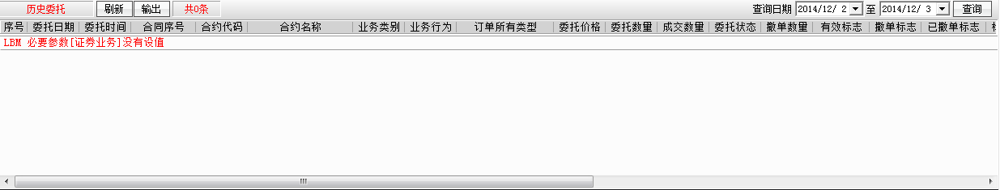 历史委托 刷新 输出 共0条 查询日期 2014/12/ 2 至 2014/12/ 3 查询
序号 委托日期 委托时间 合同序号 合约代码 合约名称 业务类别 业务行为 订单所有类型 委托价格 委托数量 成交数量 委托状态 撤单数量 有效标志 撤单标志 已撤单标志
LBM 必要参数[证券业务]没有设值